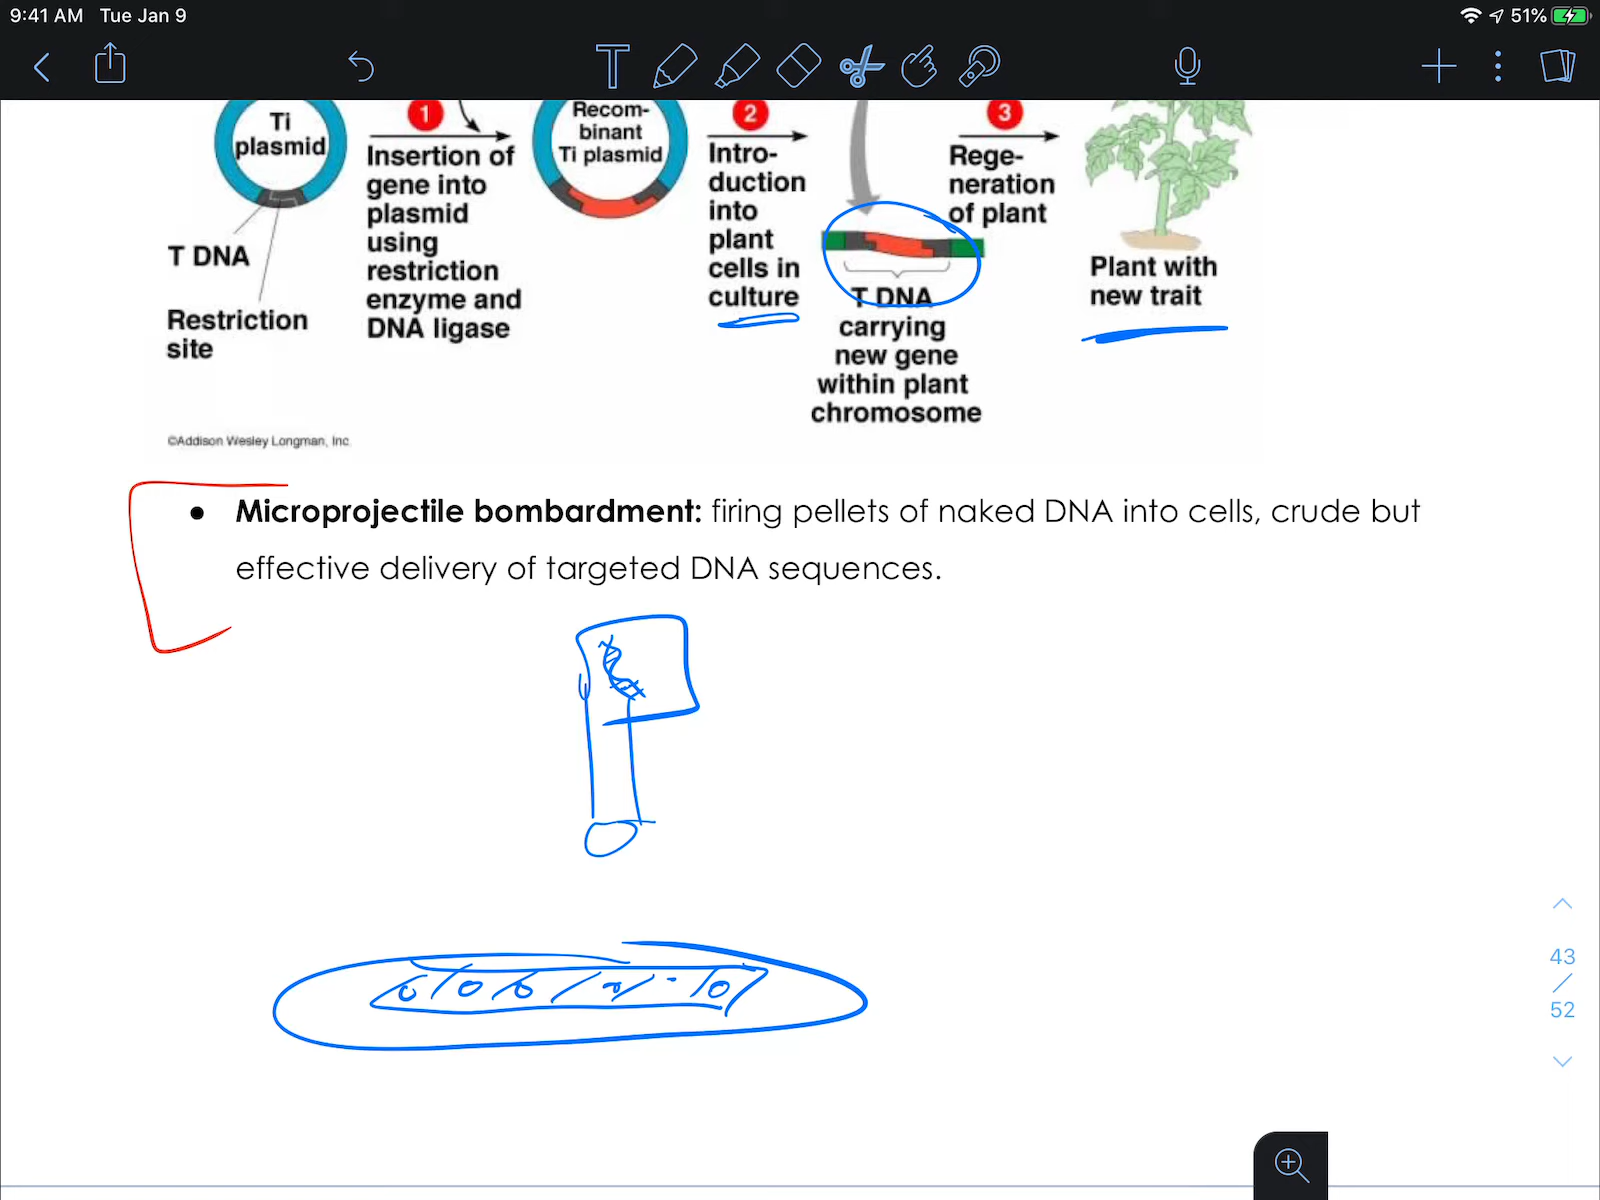 9:41 AM Tue Jan 9
51%
Ti
plasmid
1
Insertion of
gene into
plasmid
using
restriction
enzyme and
DNA ligase
Recom-
binant
Ti plasmid
2
Intro-
duction
into
plant
cells in
culture
3
Rege-
neration
of plant
T DNA
Restriction
site
T DNA
carrying
new gene
within plant
chromosome
Plant with
new trait
©Addison Wesley Longman, Inc.
• Microprojectile bombardment: firing pellets of naked DNA into cells, crude but
effective delivery of targeted DNA sequences.
43
/
52